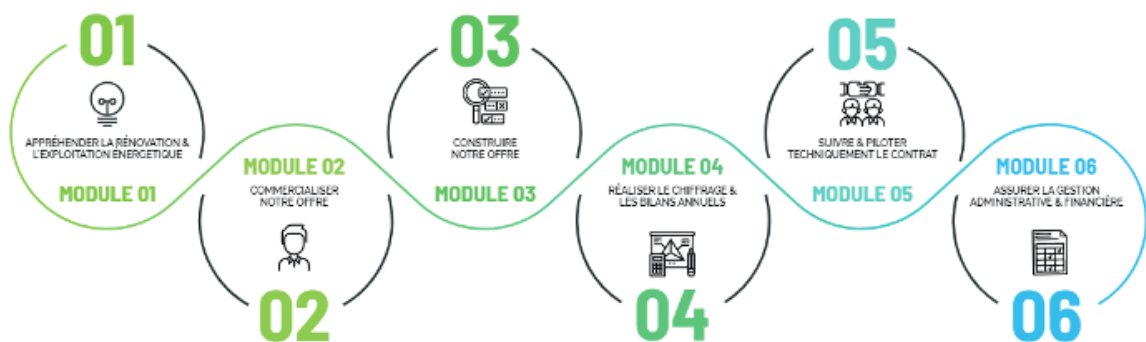 01
APPRÉHENDER LA RÉNOVATION &
L'EXPLOITATION ÉNERGETIQUE
MODULE 01
MODULE 02
COMMERCIALISER
NOTRE OFFRE
02
03
CONSTRUIRE
NOTRE OFFRE
MODULE 03
MODULE 04
RÉALISER LE CHIFFRAGE &
LES BILANS ANNUELS
04
05
SUIVRE & PILOTER
TECHNIQUEMENT LE CONTRAT
MODULE 05
MODULE 06
ASSURER LA GESTION
ADMINISTRATIVE & FINANCIÈRE
06